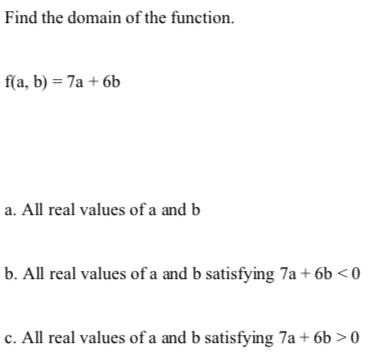 Find the domain of the function.
f(a, b) = 7a + 6b
a. All real values of a and b
b. All real values of a and b satisfying 7a + 6b < 0
c. All real values of a and b satisfying 7a + 6b > 0